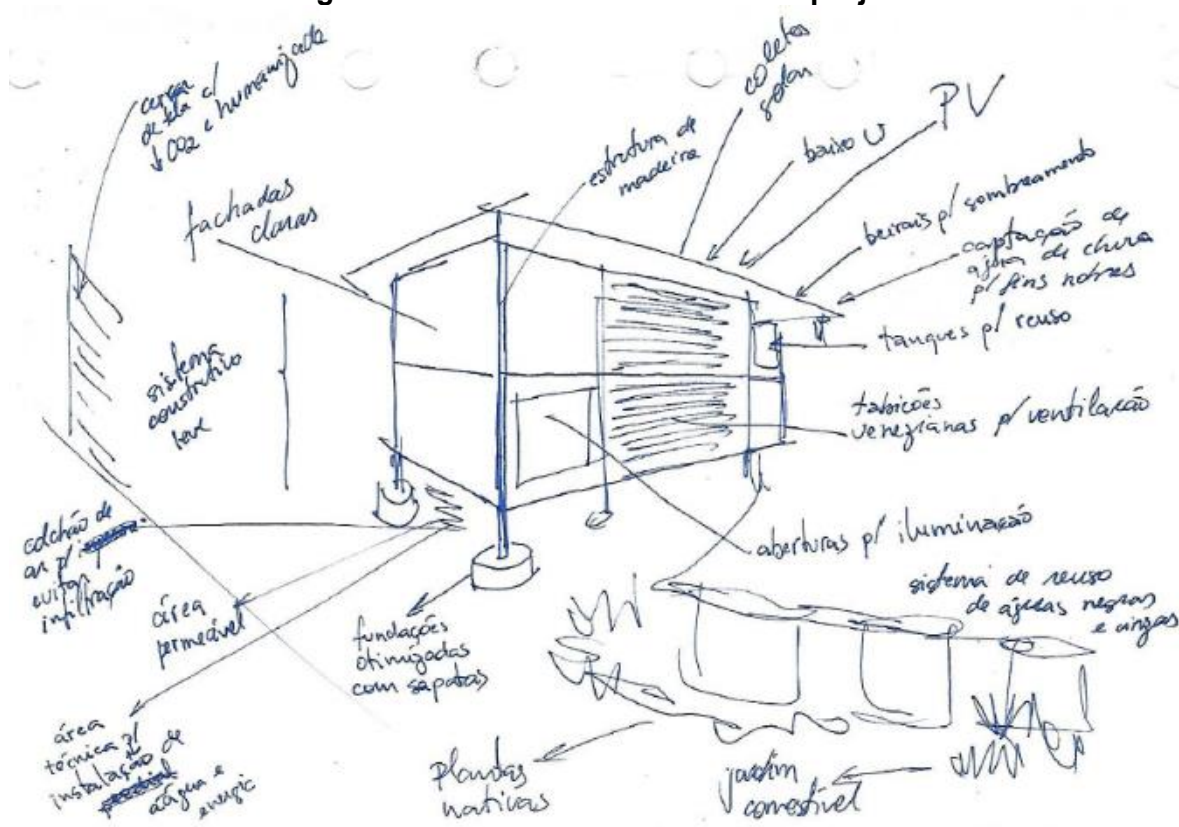 cerca
de tela c/
↓ CO2 e humanizada
fachadas
claras
estrutura de
madeira
coletor
solar
baixo U
PV
beirais p/ sombreamento
captação de
água de chuva
p/ fins nobres
tanques p/ reuso
sistema
construtivo
leve
venezianas p/ ventilação
colchão de
ar p/
evitar
infiltração
área
permeável
fundações
otimizadas
com sapatas
aberturas p/ iluminação
sistema de reuso
de águas negras
e cinzas
área
técnica p/
instalação de
água e
energia
plantas
nativas
jardim
comestível